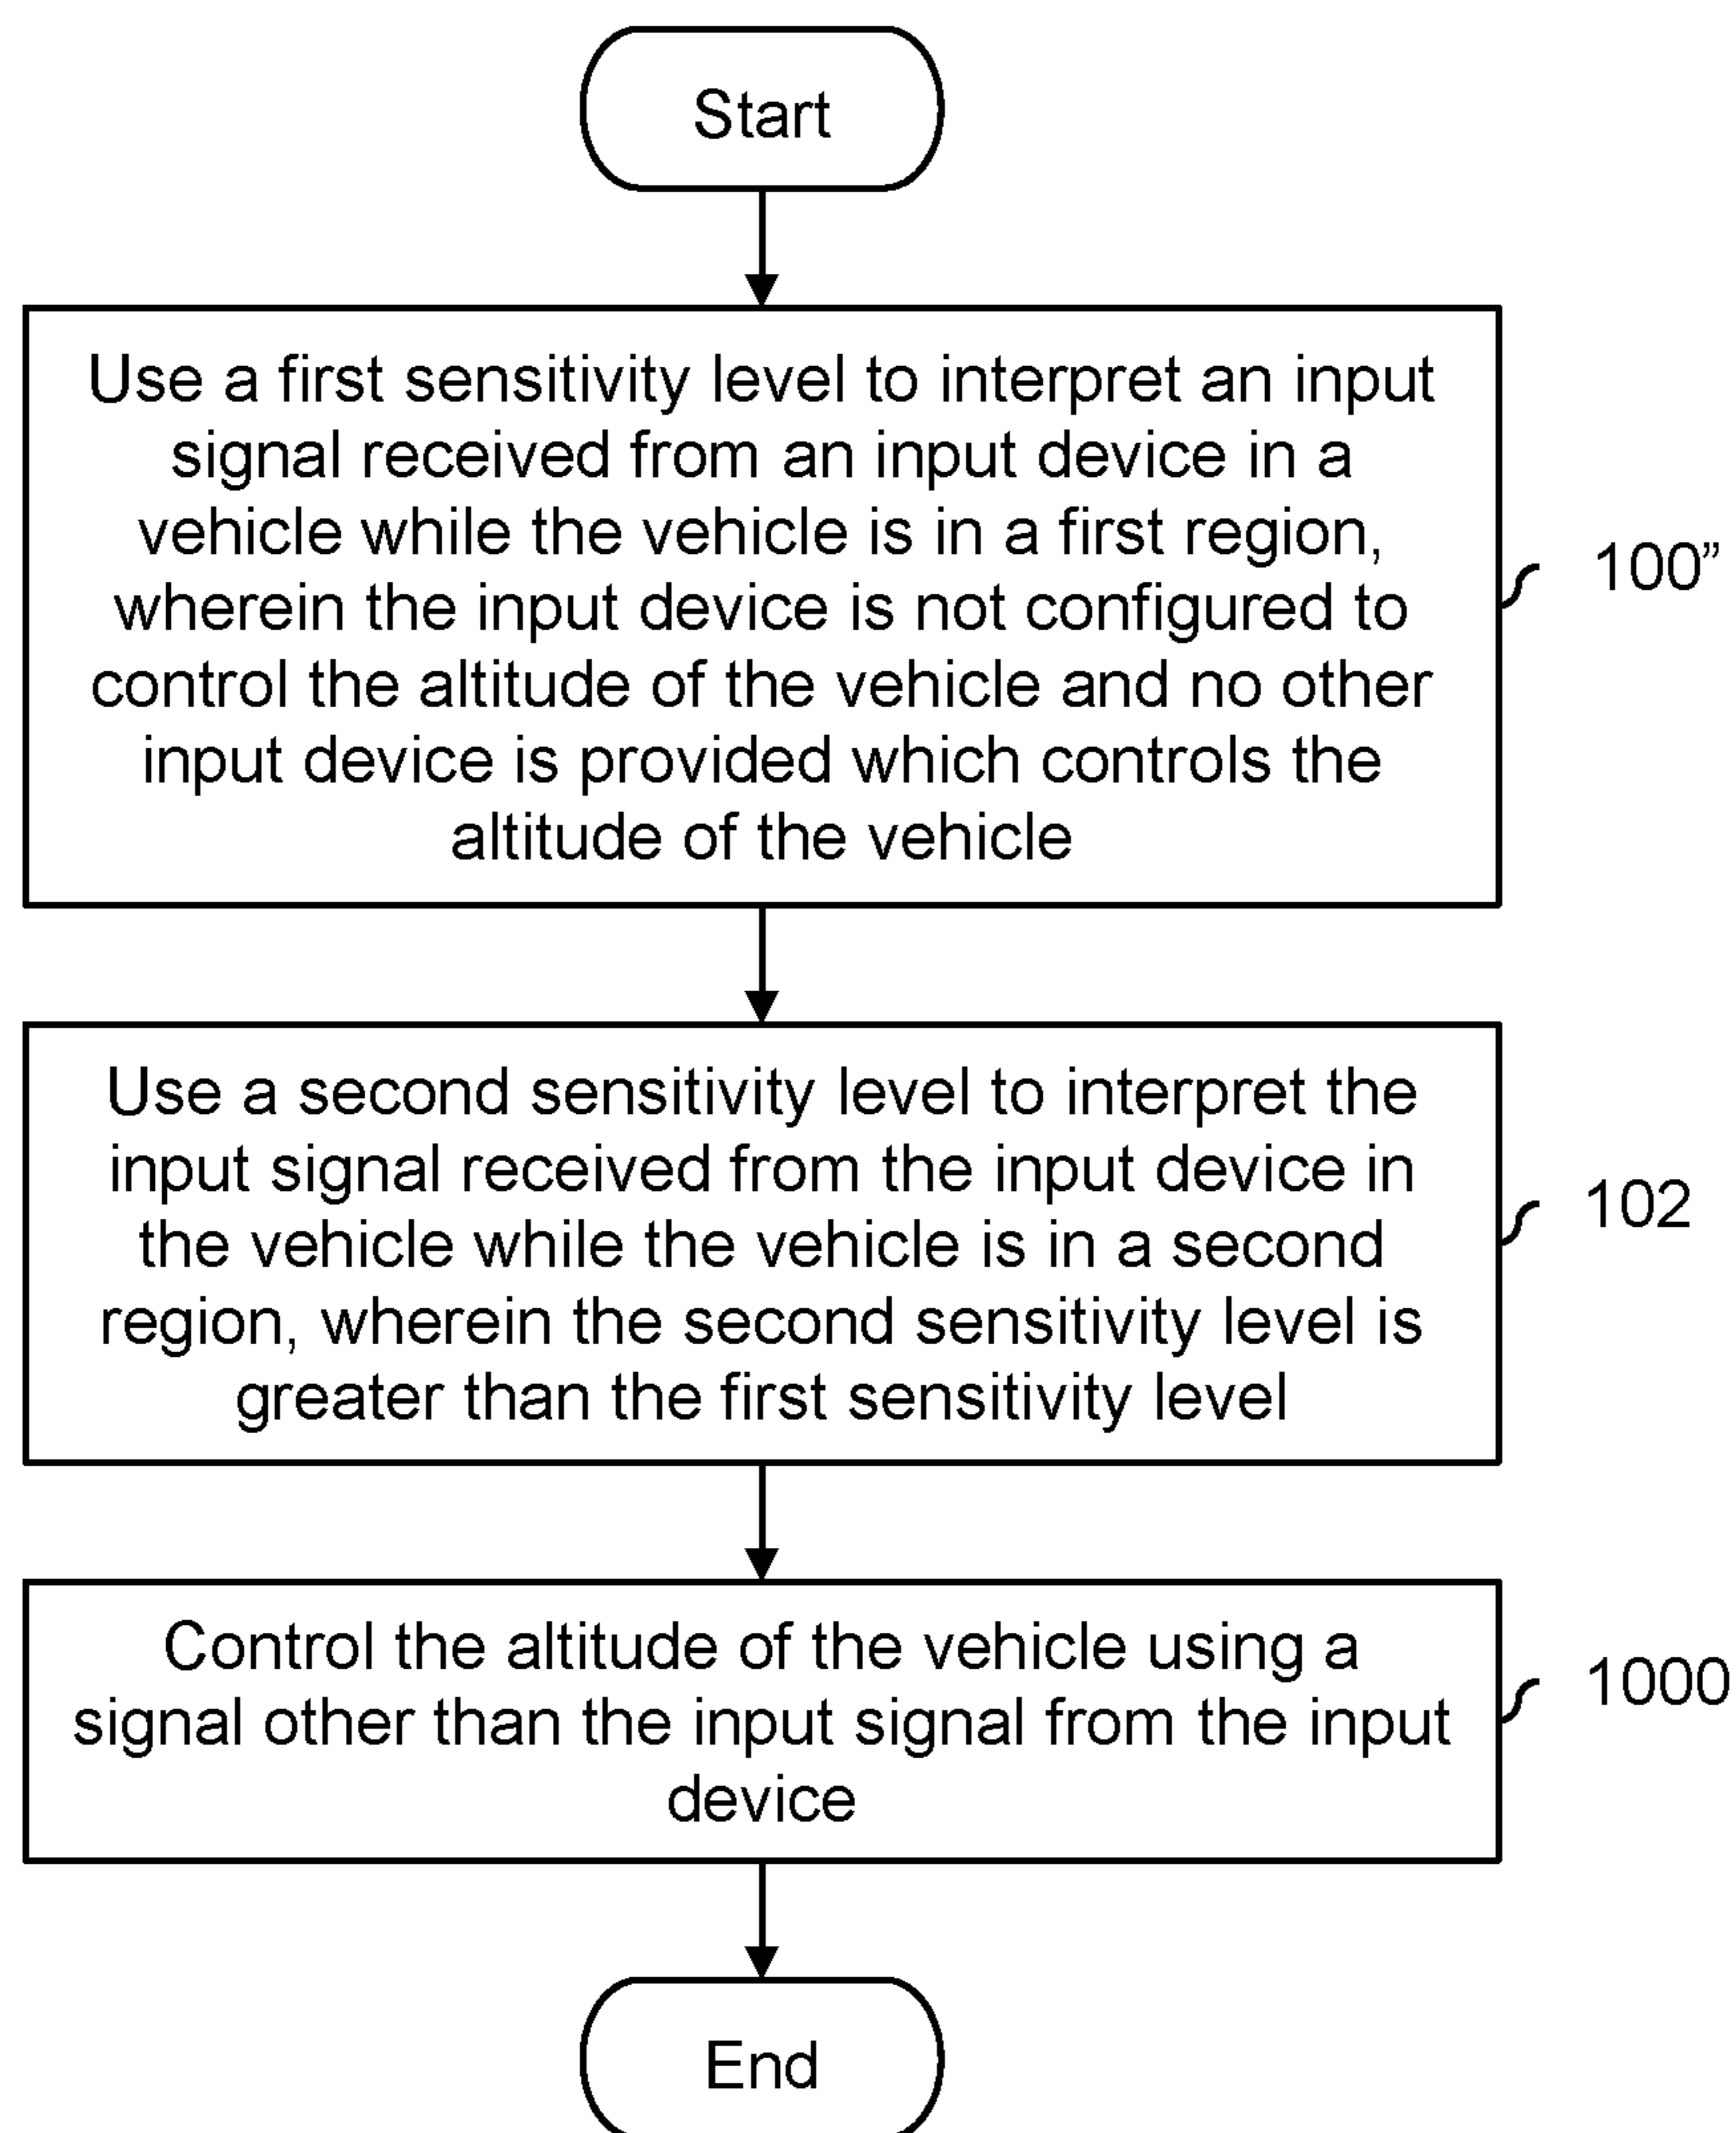 Start
Use a first sensitivity level to interpret an input
signal received from an input device in a
vehicle while the vehicle is in a first region,
wherein the input device is not configured to
control the altitude of the vehicle and no other
input device is provided which controls the
altitude of the vehicle
100”
Use a second sensitivity level to interpret the
input signal received from the input device in
the vehicle while the vehicle is in a second
region, wherein the second sensitivity level is
greater than the first sensitivity level
102
Control the altitude of the vehicle using a
signal other than the input signal from the input
device
1000
End